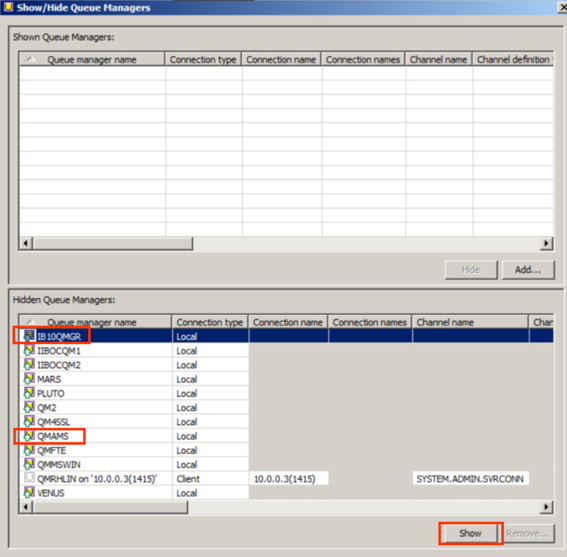 Show/Hide Queue Managers
Shown Queue Managers:
Queue manager name Connection type Connection name Connection names Channel name Channel definition
Hide Add...
Hidden Queue Managers:
Queue manager name Connection type Connection name Connection names Channel name Chan
IB10QMGR Local
IIBOCQM1 Local
IIBOCQM2 Local
MARS Local
PLUTO Local
QM2 Local
QM4SSL Local
QMAMS Local
QMFTE Local
QMMSWIN Local
QMRHLIN on '10.0.0.3(1415)' Client 10.0.0.3(1415) SYSTEM.ADMIN.SVRCONN
VENUS Local
Show Remove...